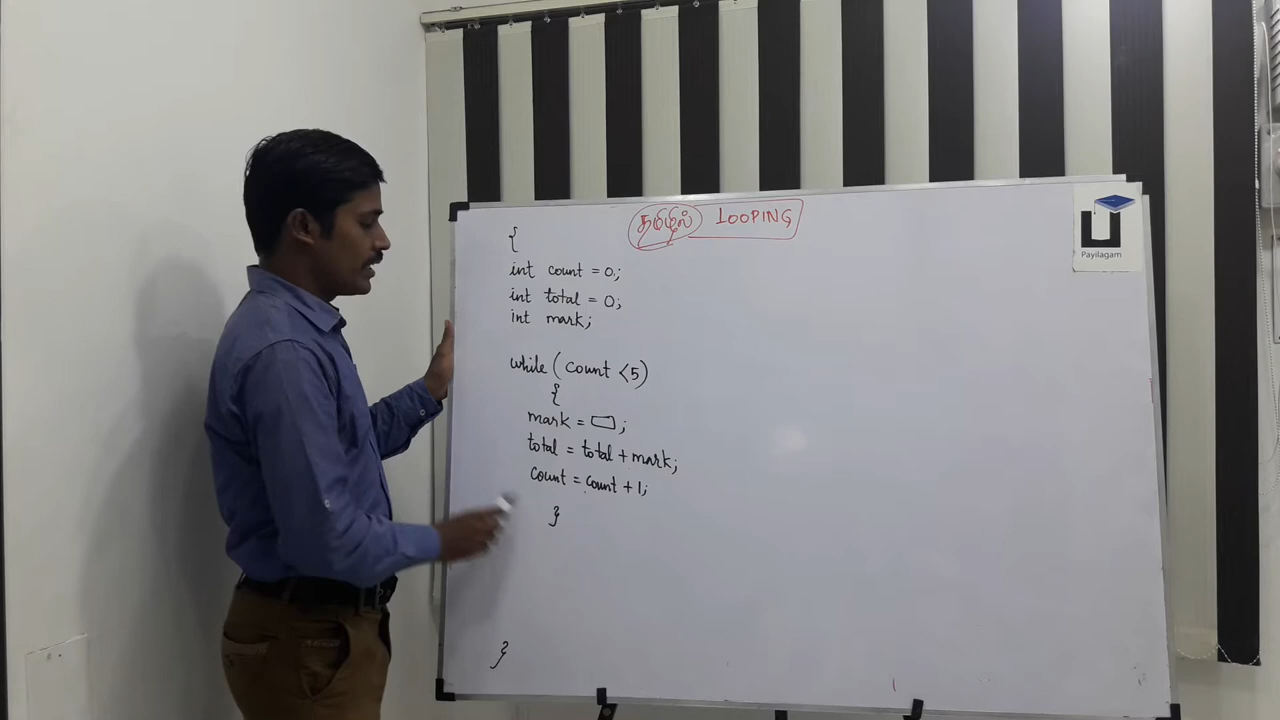 தமிழில் LOOPING
Payilagam
{
int count = 0;
int total = 0;
int mark;
while (count <5)
{
mark = ▭;
total = total + mark;
count = count + 1;
}
}